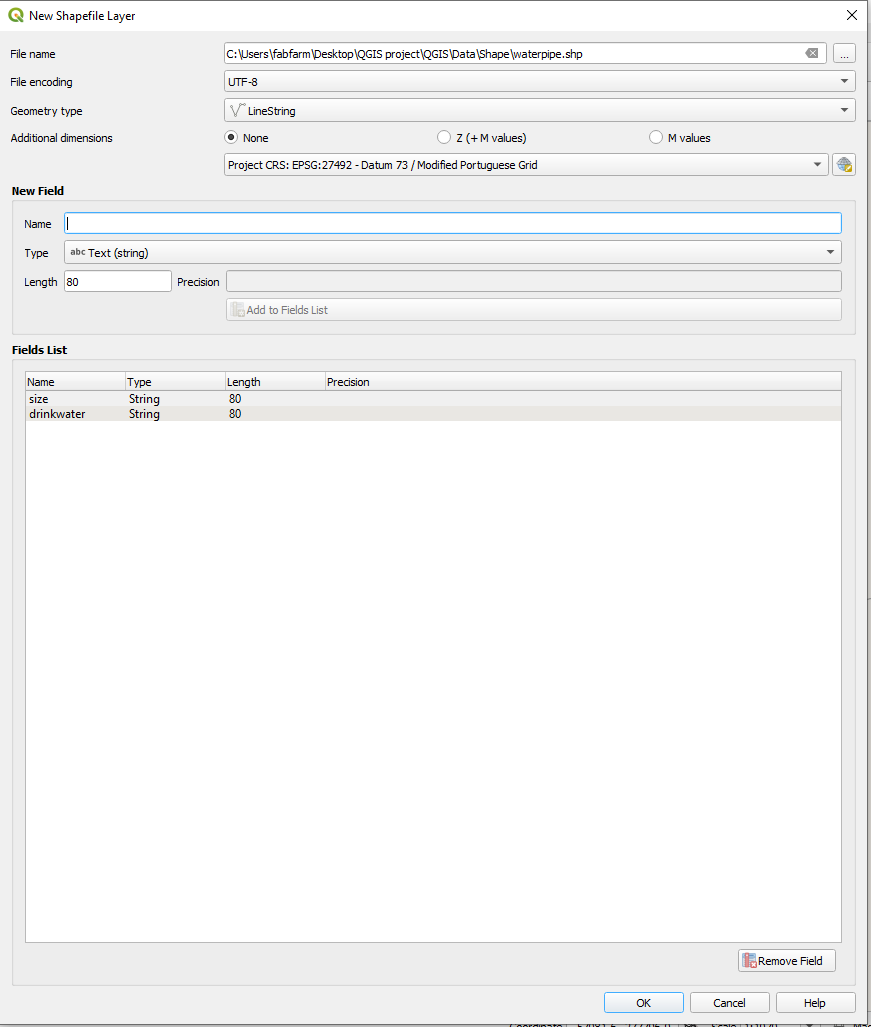 New Shapefile Layer
File name C:\Users\fabfarm\Desktop\QGIS project\QGIS\Data\Shape\waterpipe.shp ...
File encoding UTF-8
Geometry type LineString
Additional dimensions None Z (+ M values) M values
Project CRS: EPSG:27492 - Datum 73 / Modified Portuguese Grid
New Field
Name
Type abc Text (string)
Length 80 Precision
Add to Fields List
Fields List
Name Type Length Precision
size String 80
drinkwater String 80
Remove Field
OK Cancel Help